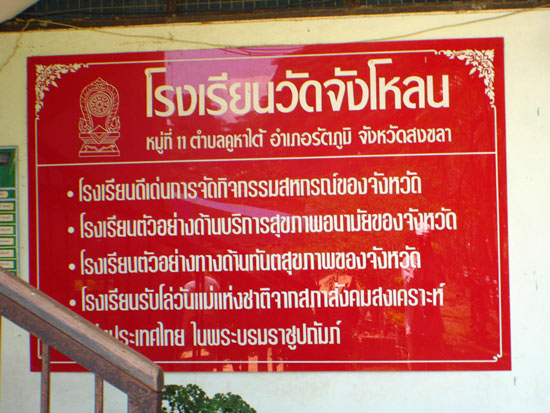 โรงเรียนวัดจังโหลน
หมู่ที่ 11 ตำบลคูหาใต้ อำเภอรัตภูมิ จังหวัดสงขลา
• โรงเรียนดีเด่นการจัดกิจกรรมสหกรณ์ของจังหวัด
• โรงเรียนตัวอย่างด้านบริการสุขภาพอนามัยของจังหวัด
• โรงเรียนตัวอย่างทางด้านทันตสุขภาพของจังหวัด
• โรงเรียนรับโล่วันแม่แห่งชาติจากสภาสังคมสงเคราะห์
ประเทศไทย ในพระบรมราชูปถัมภ์